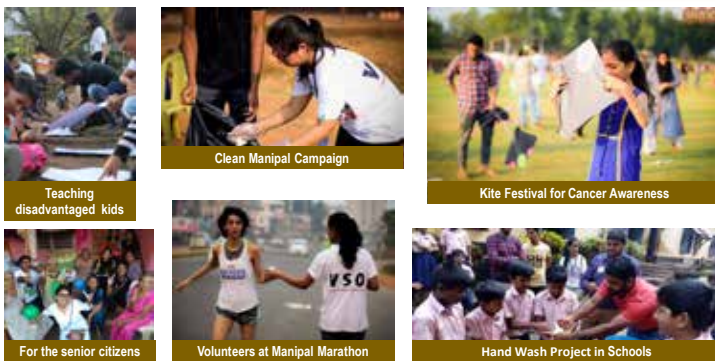 Teaching
disadvantaged kids
Clean Manipal Campaign
Kite Festival for Cancer Awareness
For the senior citizens
VSO
Volunteers at Manipal Marathon
Hand Wash Project in Schools